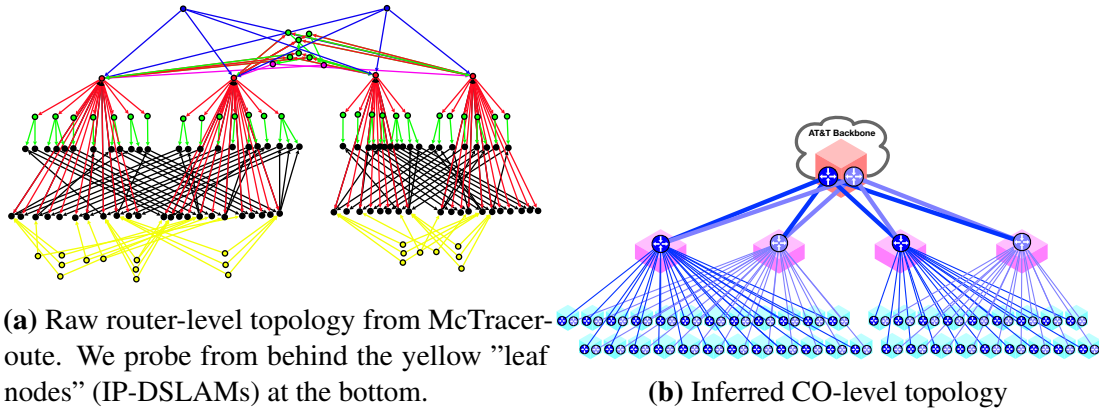 AT&T Backbone
(a) Raw router-level topology from McTracer-
oute. We probe from behind the yellow ”leaf
nodes” (IP-DSLAMs) at the bottom.
(b) Inferred CO-level topology